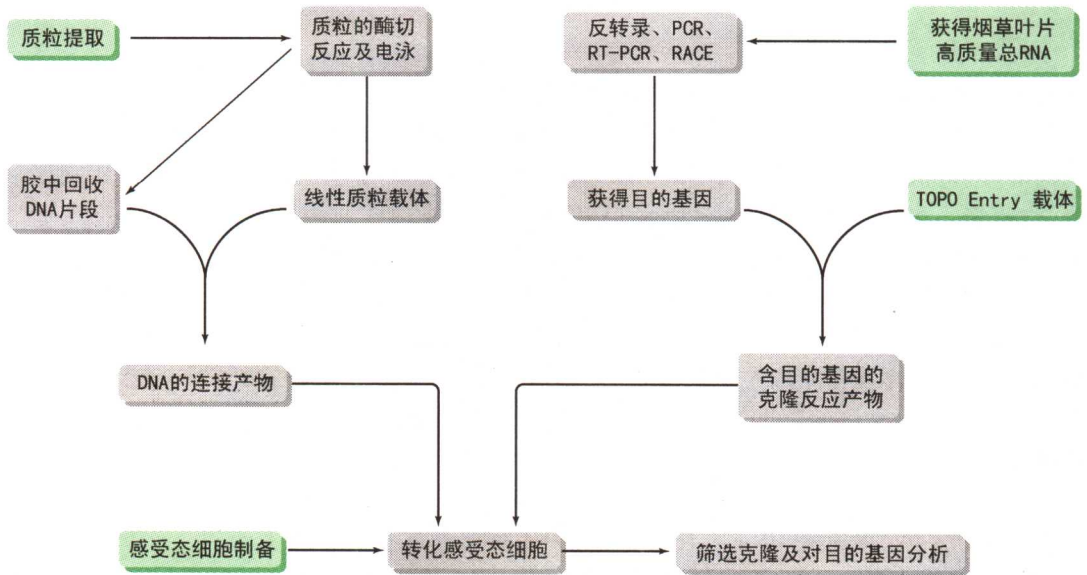 质粒提取
质粒的酶切
反应及电泳
反转录、PCR、
RT-PCR、RACE
获得烟草叶片
高质量总RNA
胶中回收
DNA片段
线性质粒载体
获得目的基因
TOPO Entry 载体
DNA的连接产物
含目的基因的
克隆反应产物
感受态细胞制备
转化感受态细胞
筛选克隆及对目的基因分析